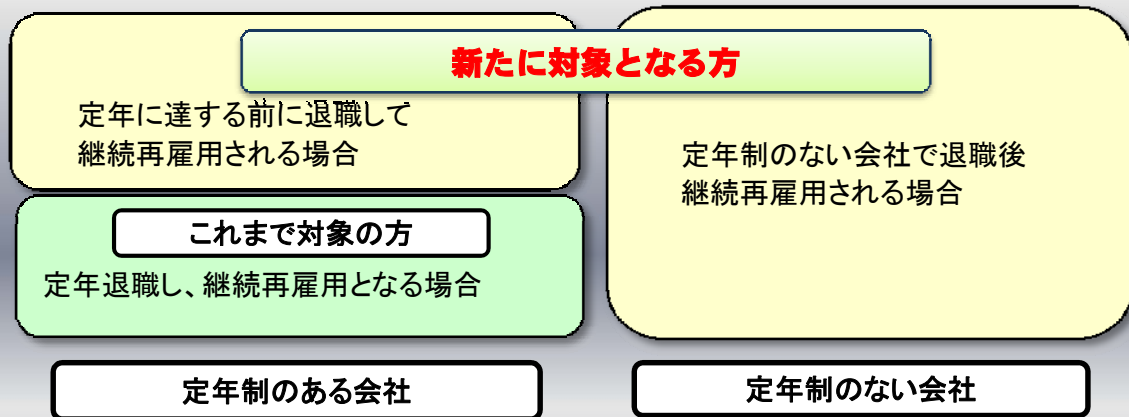 新たに対象となる方
定年に達する前に退職して
継続再雇用される場合
定年制のない会社で退職後
継続再雇用される場合
これまで対象の方
定年退職し、継続再雇用となる場合
定年制のある会社
定年制のない会社